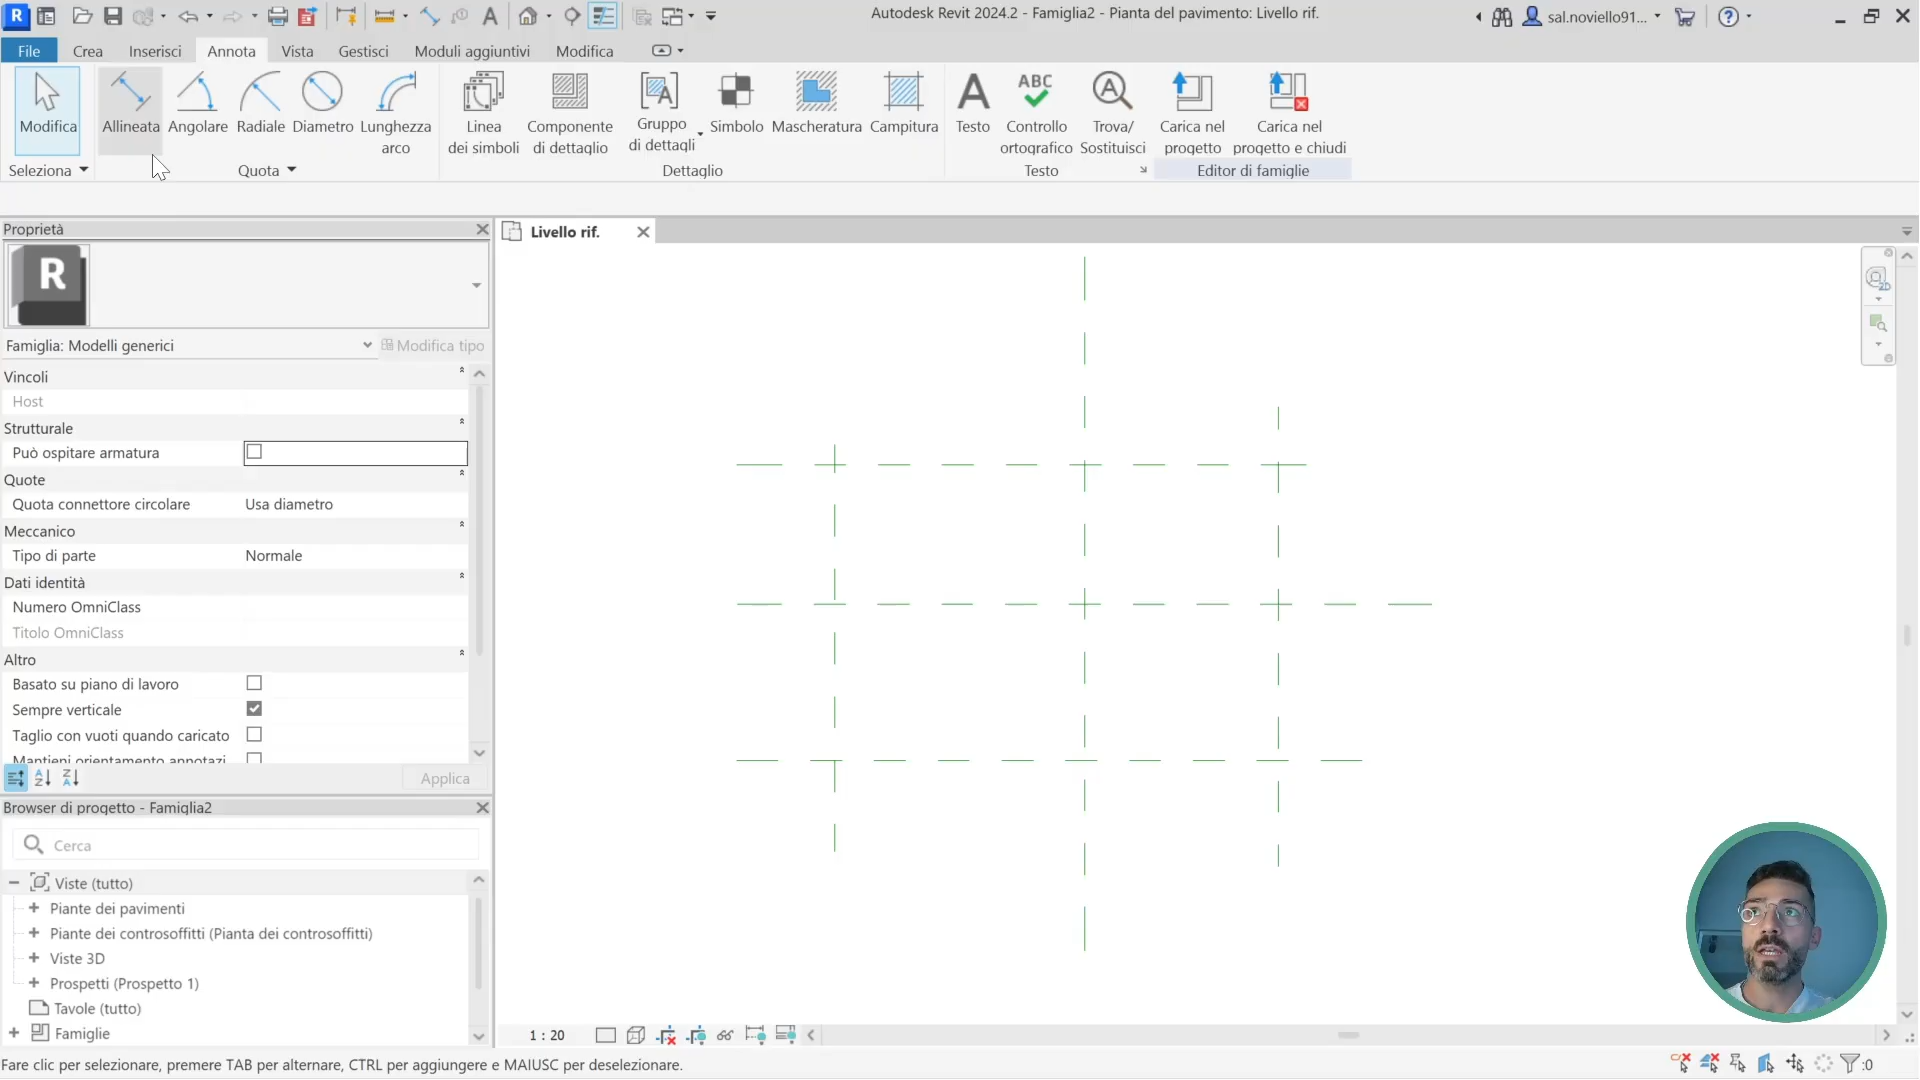 Autodesk Revit 2024.2 - Famiglia2 - Pianta del pavimento: Livello rif.
sal.noviello91...
File Crea Inserisci Annota Vista Gestisci Moduli aggiuntivi Modifica
Modifica
Allineata Angolare Radiale Diametro Lunghezza arco
Linea dei simboli
Componente di dettaglio
Gruppo di dettagli
Simbolo Mascheratura Campitura
Testo
ABC
Controllo ortografico
Trova/ Sostituisci
Carica nel progetto
Carica nel progetto e chiudi
Seleziona Quota Dettaglio Testo Editor di famiglie
Proprietà
Livello rif.
R
Famiglia: Modelli generici
Modifica tipo
Vincoli
Host
Strutturale
Può ospitare armatura
Quote
Quota connettore circolare Usa diametro
Meccanico
Tipo di parte Normale
Dati identità
Numero OmniClass
Titolo OmniClass
Altro
Basato su piano di lavoro
Sempre verticale
Taglio con vuoti quando caricato
Mantieni orientamento annotazi
Applica
Browser di progetto - Famiglia2
Cerca
Viste (tutto)
Piante dei pavimenti
Piante dei controsoffitti (Pianta dei controsoffitti)
Viste 3D
Prospetti (Prospetto 1)
Tavole (tutto)
Famiglie
1 : 20
Fare clic per selezionare, premere TAB per alternare, CTRL per aggiungere e MAIUSC per deselezionare.
:0